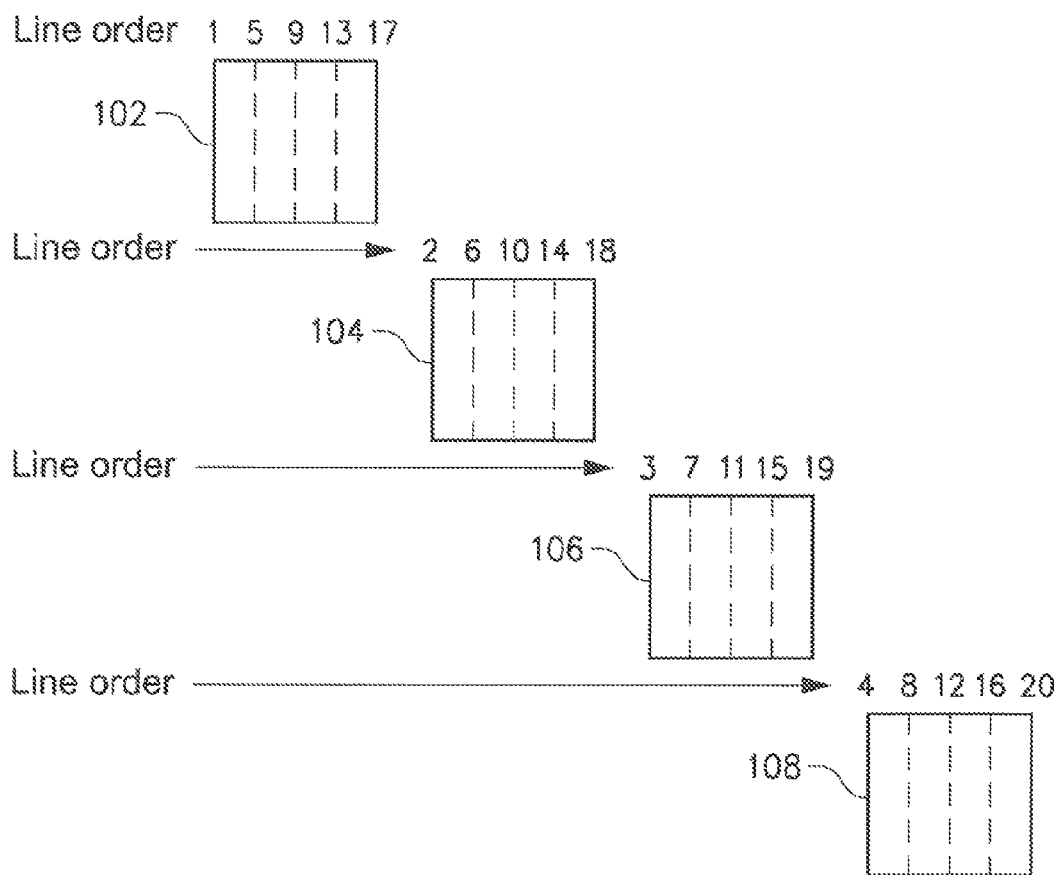 Line order 1 5 9 13 17
102
Line order 2 6 10 14 18
104
Line order 3 7 11 15 19
106
Line order 4 8 12 16 20
108